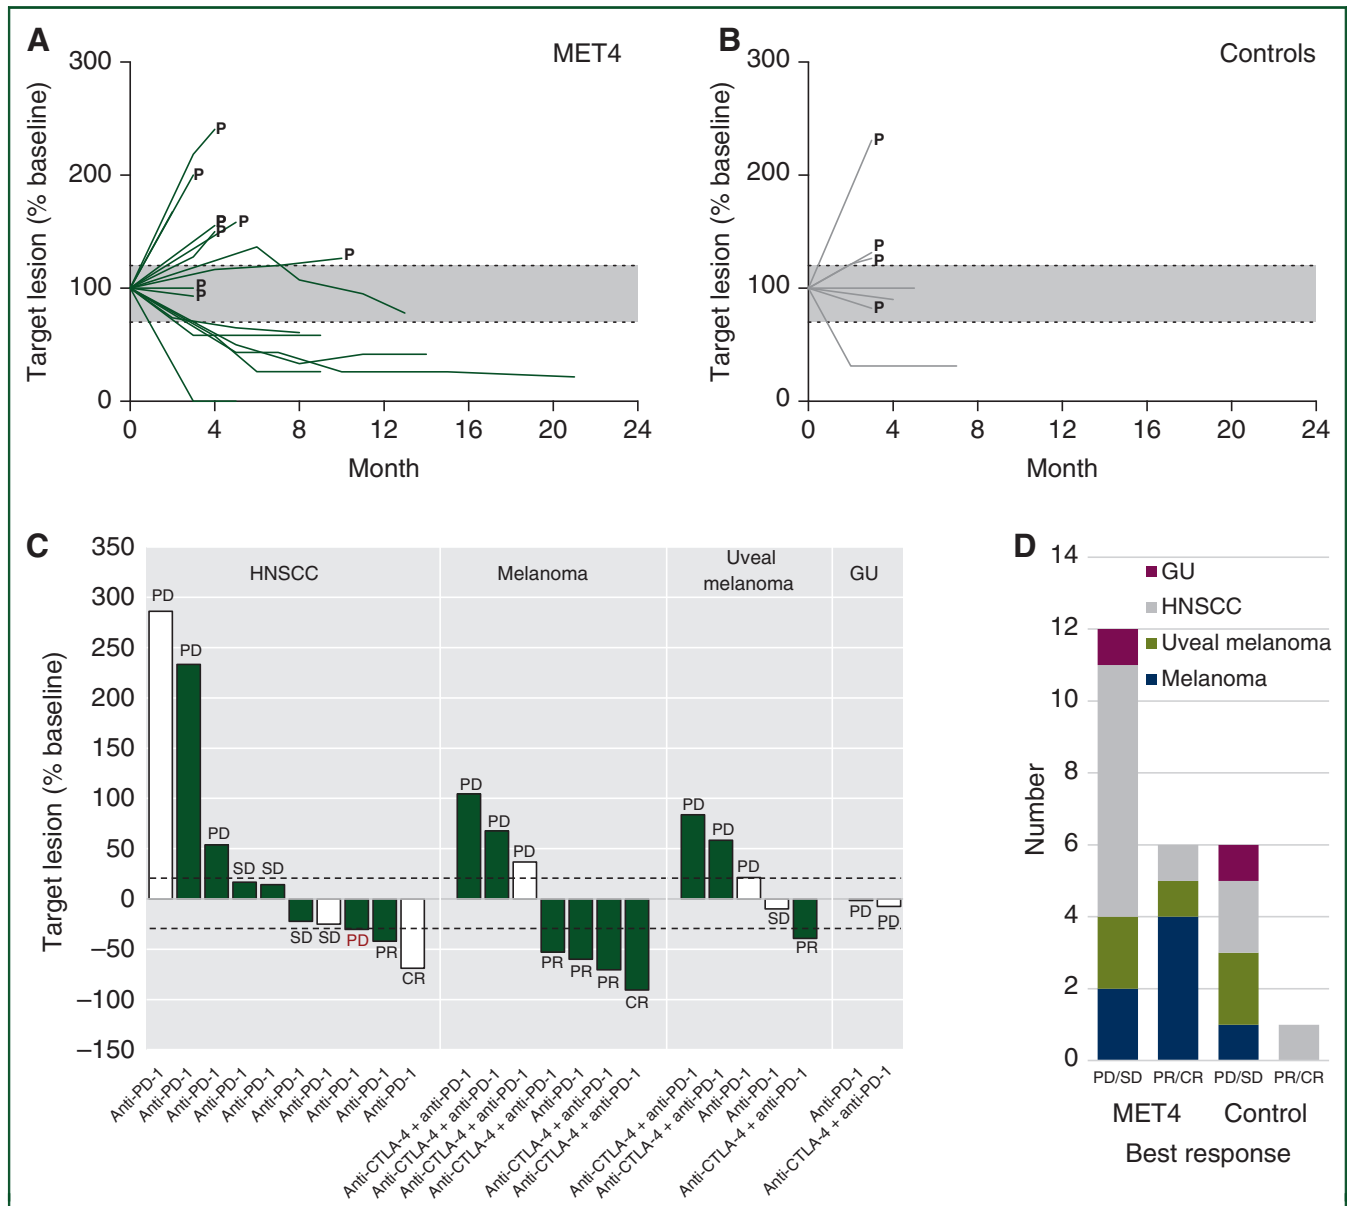 A
MET4
300
200
100
0
Target lesion (% baseline)
P
P
P
P
P
P
P
P
0 4 8 12 16 20 24
Month
B
Controls
300
200
100
0
Target lesion (% baseline)
P
P
P
P
0 4 8 12 16 20 24
Month
C
350
300
250
200
150
100
50
0
−50
−100
−150
Target lesion (% baseline)
HNSCC
Melanoma
Uveal
melanoma
GU
PD
PD
PD
SD
SD
SD
SD
PD
PR
CR
PD
PD
PD
PR
PR
PR
CR
PD
PD
PD
SD
PR
PD
PD
Anti-PD-1
Anti-PD-1
Anti-PD-1
Anti-PD-1
Anti-PD-1
Anti-PD-1
Anti-PD-1
Anti-PD-1
Anti-PD-1
Anti-PD-1
Anti-CTLA-4 + anti-PD-1
Anti-CTLA-4 + anti-PD-1
Anti-CTLA-4 + anti-PD-1
Anti-CTLA-4 + anti-PD-1
Anti-PD-1
Anti-CTLA-4 + anti-PD-1
Anti-CTLA-4 + anti-PD-1
Anti-CTLA-4 + anti-PD-1
Anti-CTLA-4 + anti-PD-1
Anti-PD-1
Anti-PD-1
Anti-CTLA-4 + anti-PD-1
Anti-PD-1
Anti-CTLA-4 + anti-PD-1
D
14
12
10
8
6
4
2
0
Number
GU
HNSCC
Uveal melanoma
Melanoma
PD/SD PR/CR PD/SD PR/CR
MET4 Control
Best response